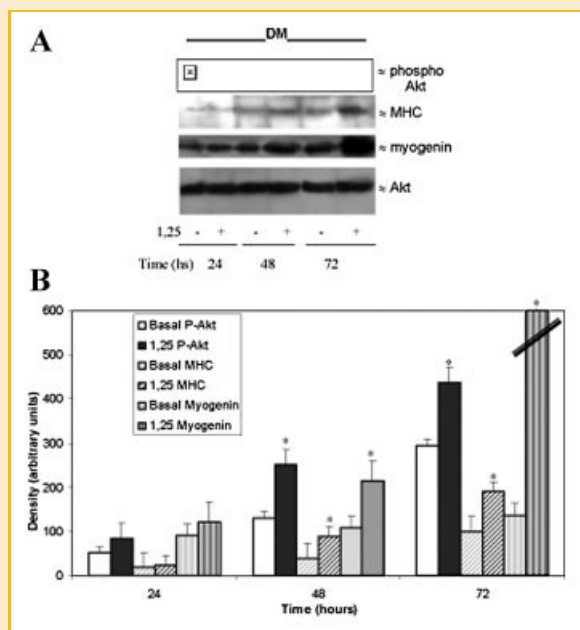 A
DM
≈ phospho
Akt
≈ MHC
≈ myogenin
≈ Akt
1,25 - + - + - +
Time (hs) 24 48 72
B
600
500
400
300
200
100
0
Density (arbitrary units)
Basal P-Akt
1,25 P-Akt
Basal MHC
1,25 MHC
Basal Myogenin
1,25 Myogenin
* * * * * *
24 48 72
Time (hours)